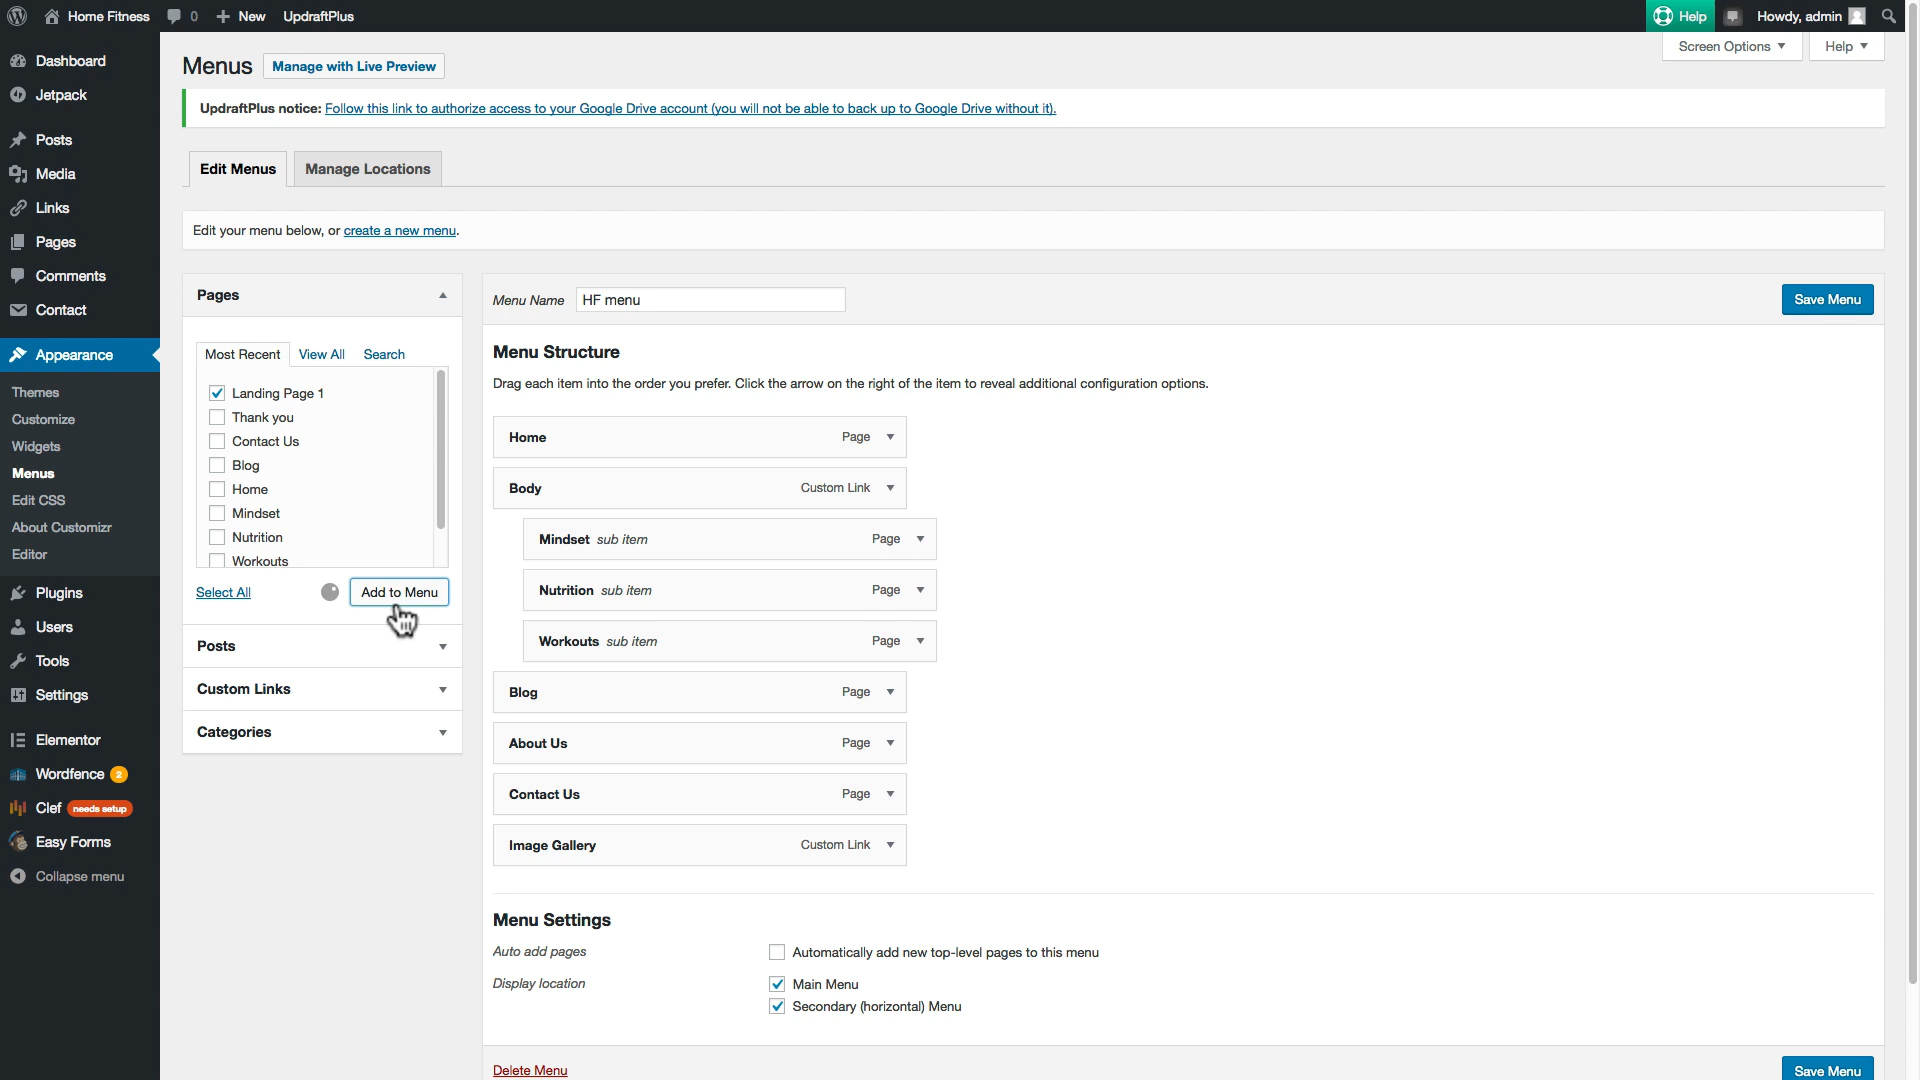 Home Fitness 0 New UpdraftPlus Help Howdy, admin
Screen Options Help
Dashboard
Jetpack
Posts
Media
Links
Pages
Comments
Contact
Appearance
Themes
Customize
Widgets
Menus
Edit CSS
About Customizr
Editor
Plugins
Users
Tools
Settings
Elementor
Wordfence 2
Clef needs setup
Easy Forms
Collapse menu
Menus Manage with Live Preview
UpdraftPlus notice: Follow this link to authorize access to your Google Drive account (you will not be able to back up to Google Drive without it).
Edit Menus Manage Locations
Edit your menu below, or create a new menu.
Pages
Most Recent View All Search
Landing Page 1
Thank you
Contact Us
Blog
Home
Mindset
Nutrition
Workouts
Select All Add to Menu
Posts
Custom Links
Categories
Menu Name HF menu Save Menu
Menu Structure
Drag each item into the order you prefer. Click the arrow on the right of the item to reveal additional configuration options.
Home Page
Body Custom Link
Mindset sub item Page
Nutrition sub item Page
Workouts sub item Page
Blog Page
About Us Page
Contact Us Page
Image Gallery Custom Link
Menu Settings
Auto add pages Automatically add new top-level pages to this menu
Display location Main Menu
Secondary (horizontal) Menu
Delete Menu Save Menu